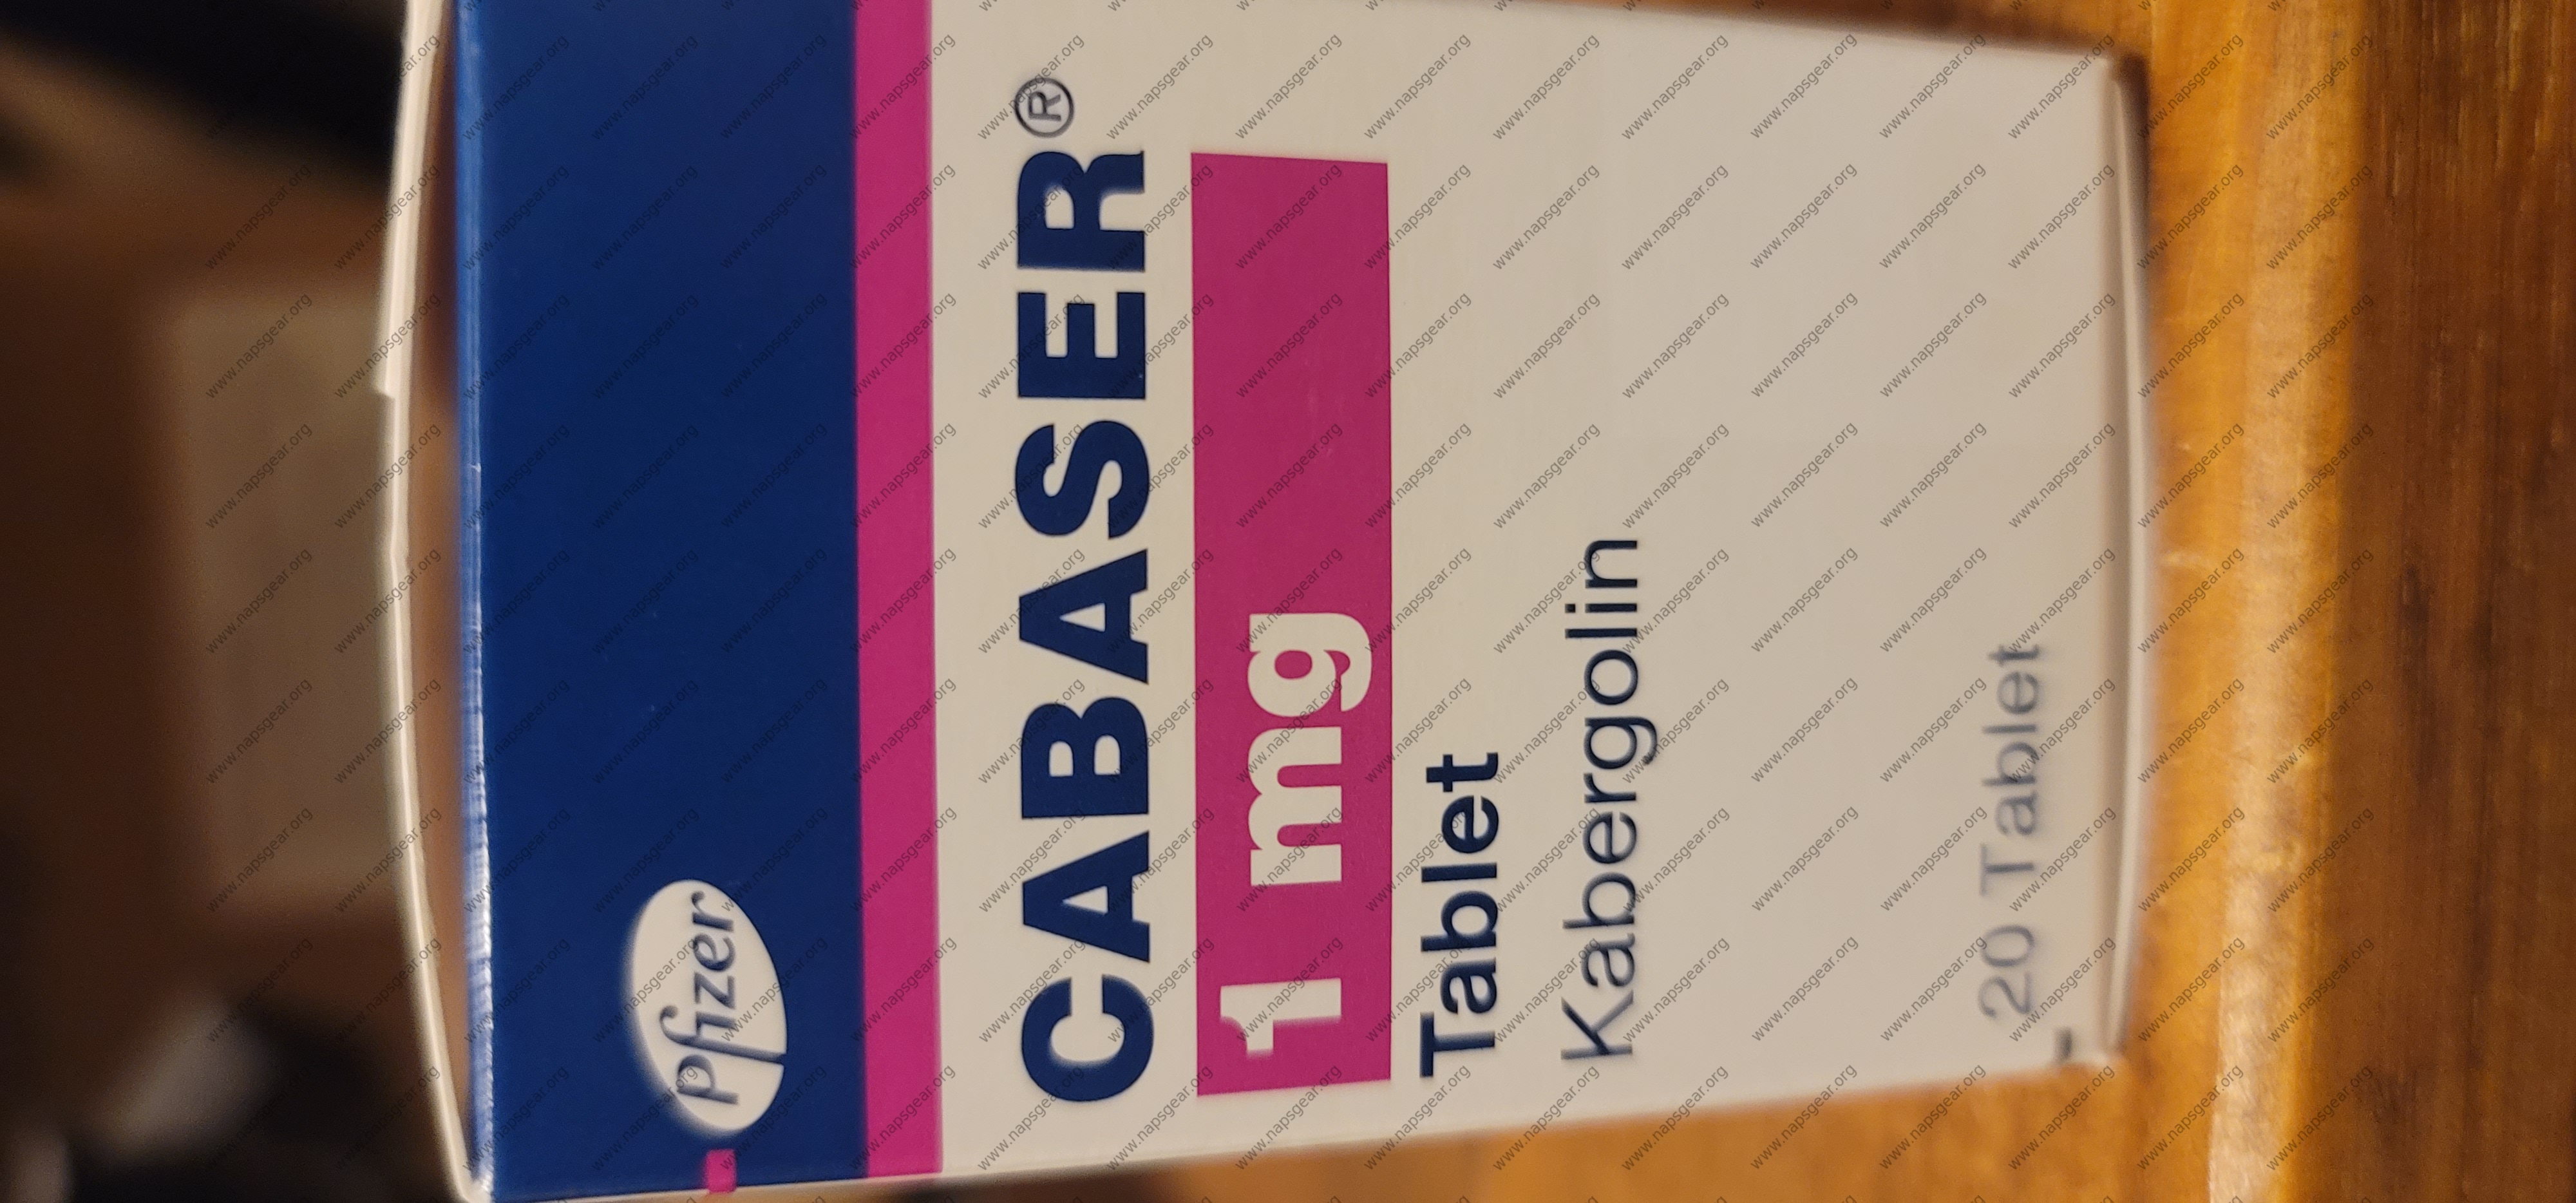 Pfizer
CABASER®
1 mg
Tablet
Kabergolin
20 Tablet
www.napsgear.org